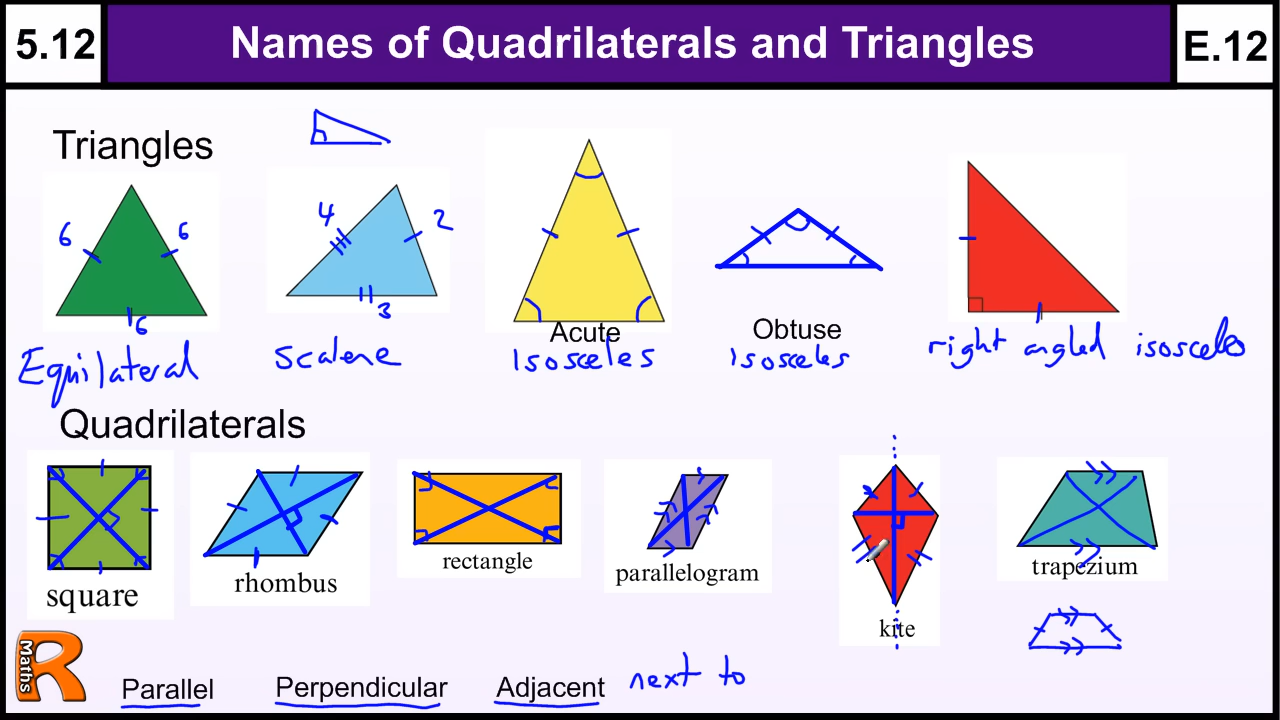 5.12
Names of Quadrilaterals and Triangles
E.12
Triangles
6
6
6
4
2
3
Equilateral
scalene
Acute
isosceles
Obtuse
isosceles
right angled isosceles
Quadrilaterals
square
rhombus
rectangle
parallelogram
kite
trapezium
R
Maths
Parallel
Perpendicular
Adjacent
next to